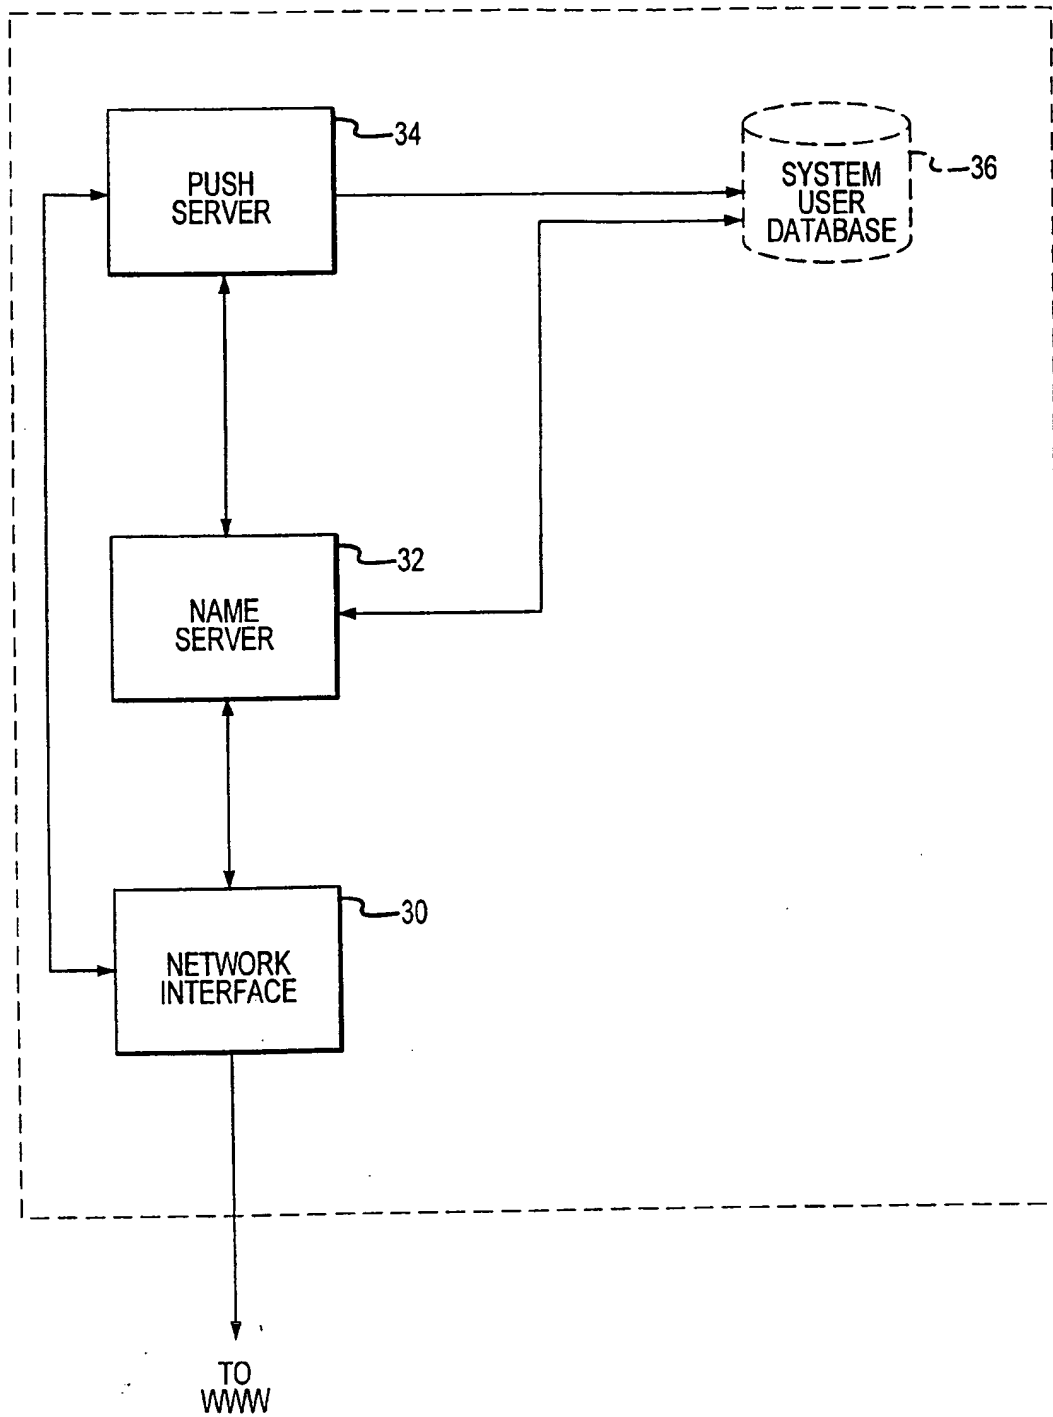 34
PUSH
SERVER
SYSTEM
USER
DATABASE
36
32
NAME
SERVER
30
NETWORK
INTERFACE
TO
WWW